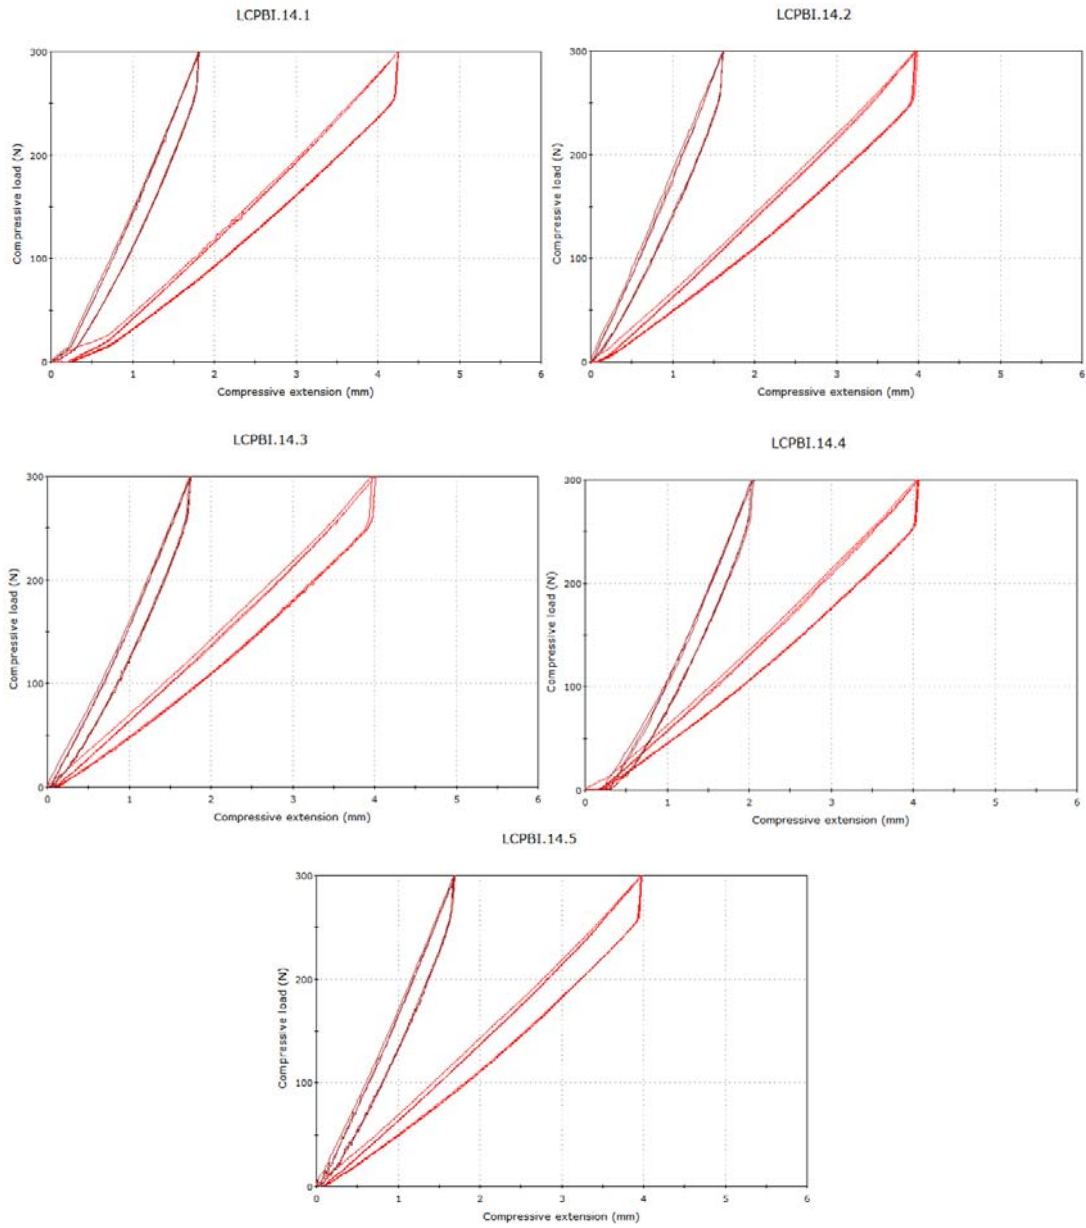 LCPBI.14.1
LCPBI.14.2
300
200
100
0
Compressive load (N)
0 1 2 3 4 5 6
Compressive extension (mm)
300
200
100
0
Compressive load (N)
0 1 2 3 4 5 6
Compressive extension (mm)
LCPBI.14.3
LCPBI.14.4
300
200
100
0
Compressive load (N)
0 1 2 3 4 5 6
Compressive extension (mm)
300
200
100
0
Compressive load (N)
0 1 2 3 4 5 6
Compressive extension (mm)
LCPBI.14.5
300
200
100
0
Compressive load (N)
0 1 2 3 4 5 6
Compressive extension (mm)